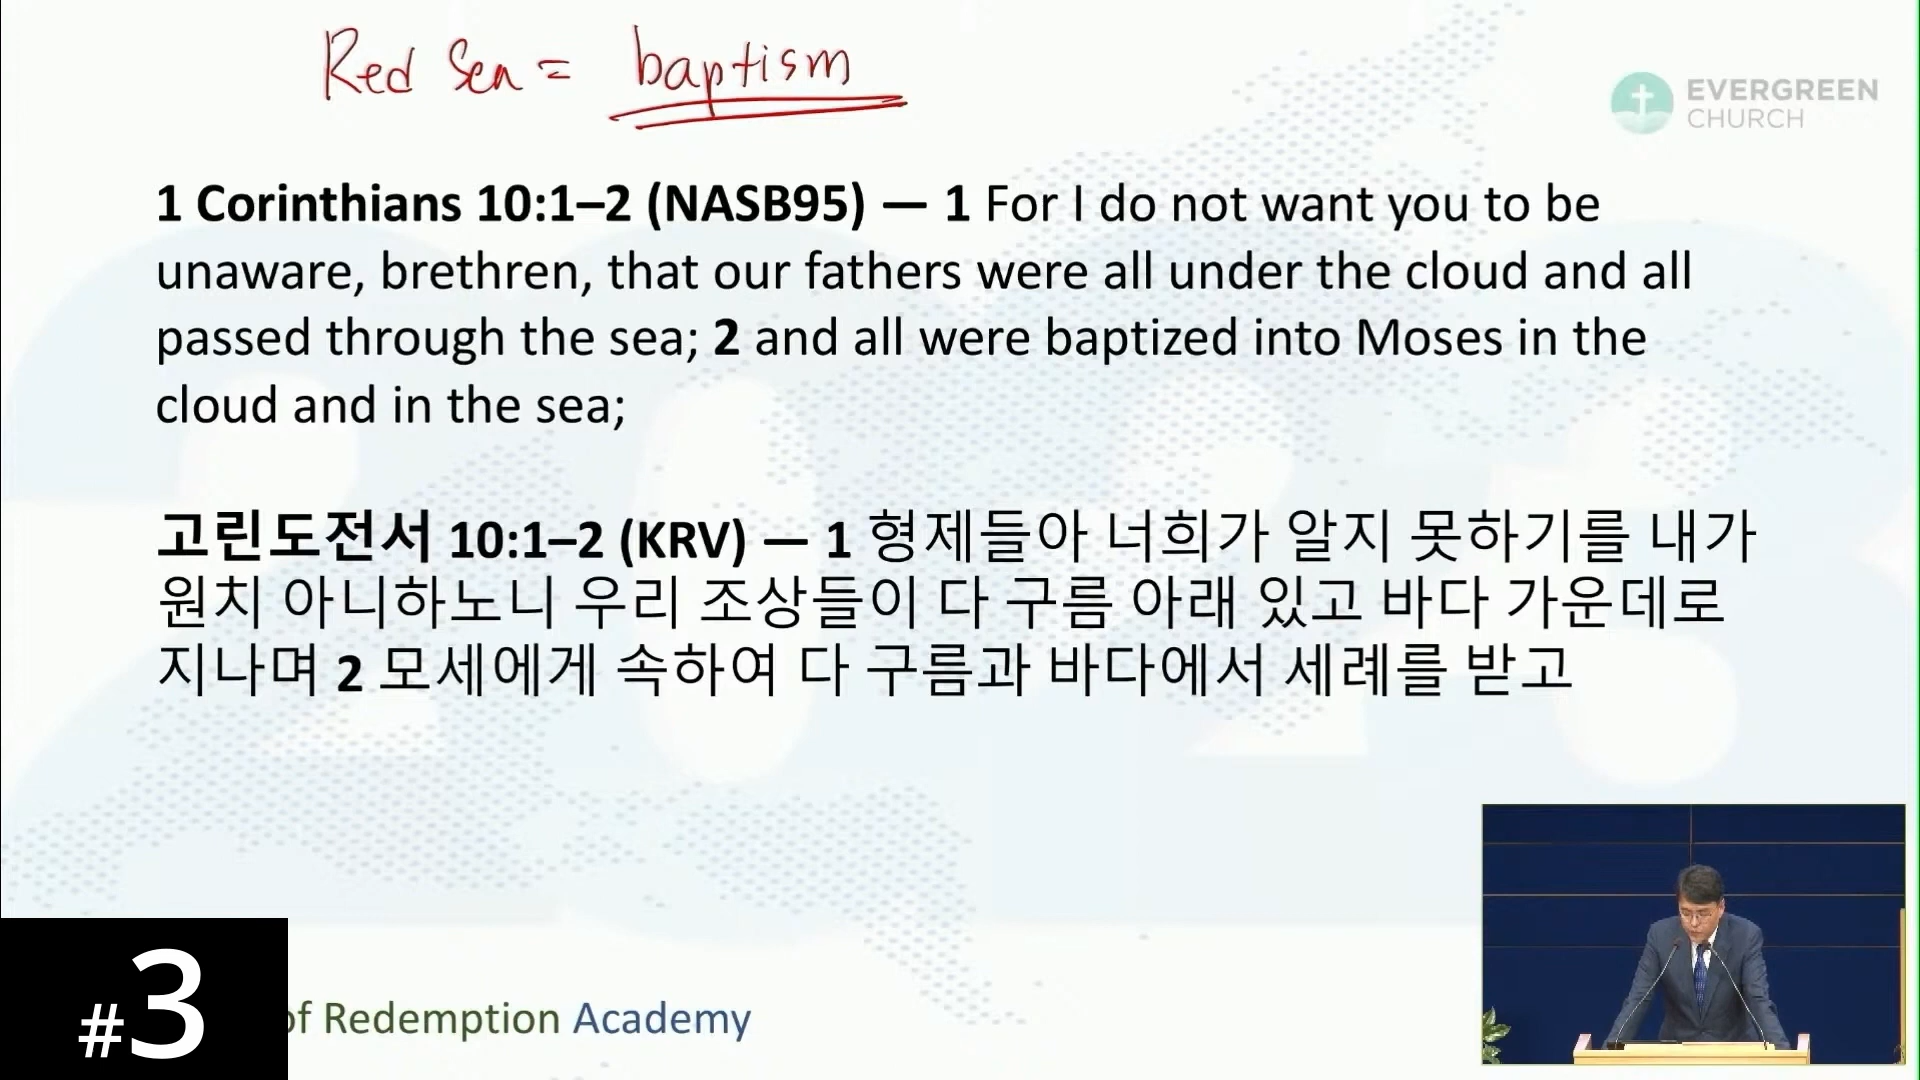 Red Sea = baptism
EVERGREEN
CHURCH
1 Corinthians 10:1–2 (NASB95) — 1 For I do not want you to be
unaware, brethren, that our fathers were all under the cloud and all
passed through the sea; 2 and all were baptized into Moses in the
cloud and in the sea;
고린도전서 10:1–2 (KRV) — 1 형제들아 너희가 알지 못하기를 내가
원치 아니하노니 우리 조상들이 다 구름 아래 있고 바다 가운데로
지나며 2 모세에게 속하여 다 구름과 바다에서 세례를 받고
#3
of Redemption Academy